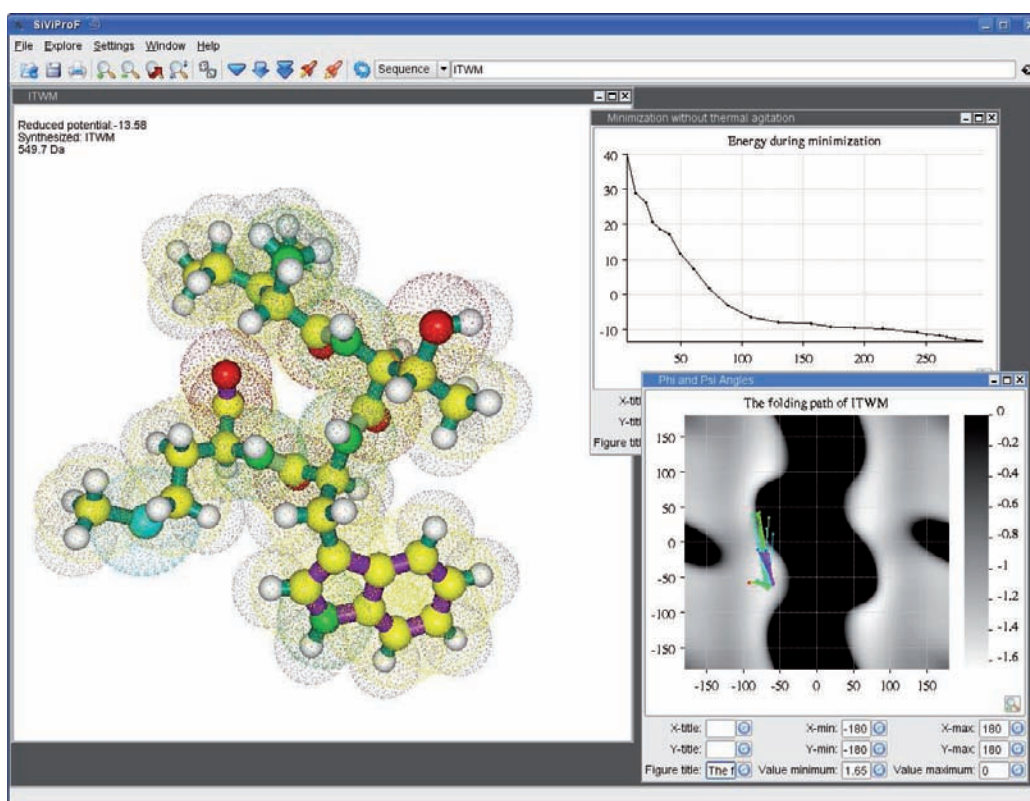 SiViProF
File Explore Settings Window Help
Sequence ITWM
ITWM
Reduced potential:-13.58
Synthesized: ITWM
549.7 Da
Minimization without thermal agitation
Energy during minimization
40
30
20
10
0
-10
50 100 150 200 250
X-tit
Y-tit
Figure tit
Phi and Psi Angles
The folding path of ITWM
150
100
50
0
-50
-100
-150
-150 -100 -50 0 50 100 150
0
-0.2
-0.4
-0.6
-0.8
-1
-1.2
-1.4
-1.6
X-title: X-min: -180 X-max: 180
Y-title: Y-min: -180 Y-max: 180
Figure title: The f Value minimum: 1.65 Value maximum: 0